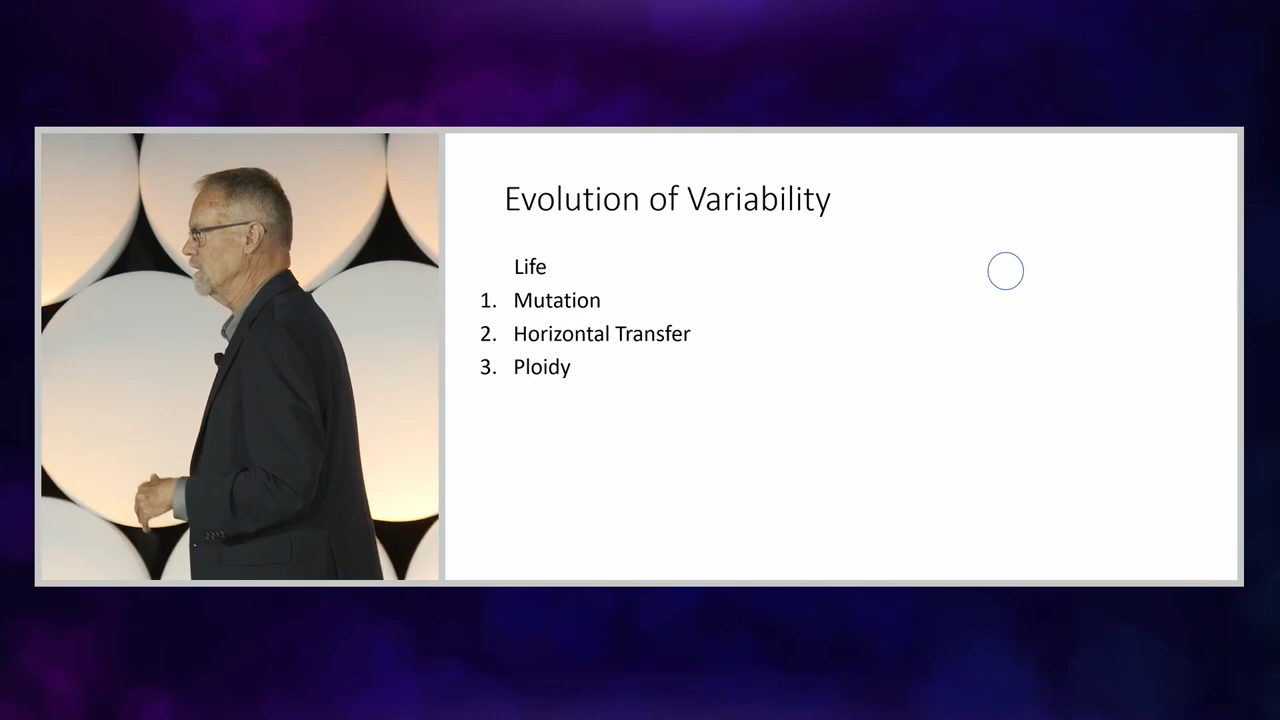 Evolution of Variability
Life
1. Mutation
2. Horizontal Transfer
3. Ploidy